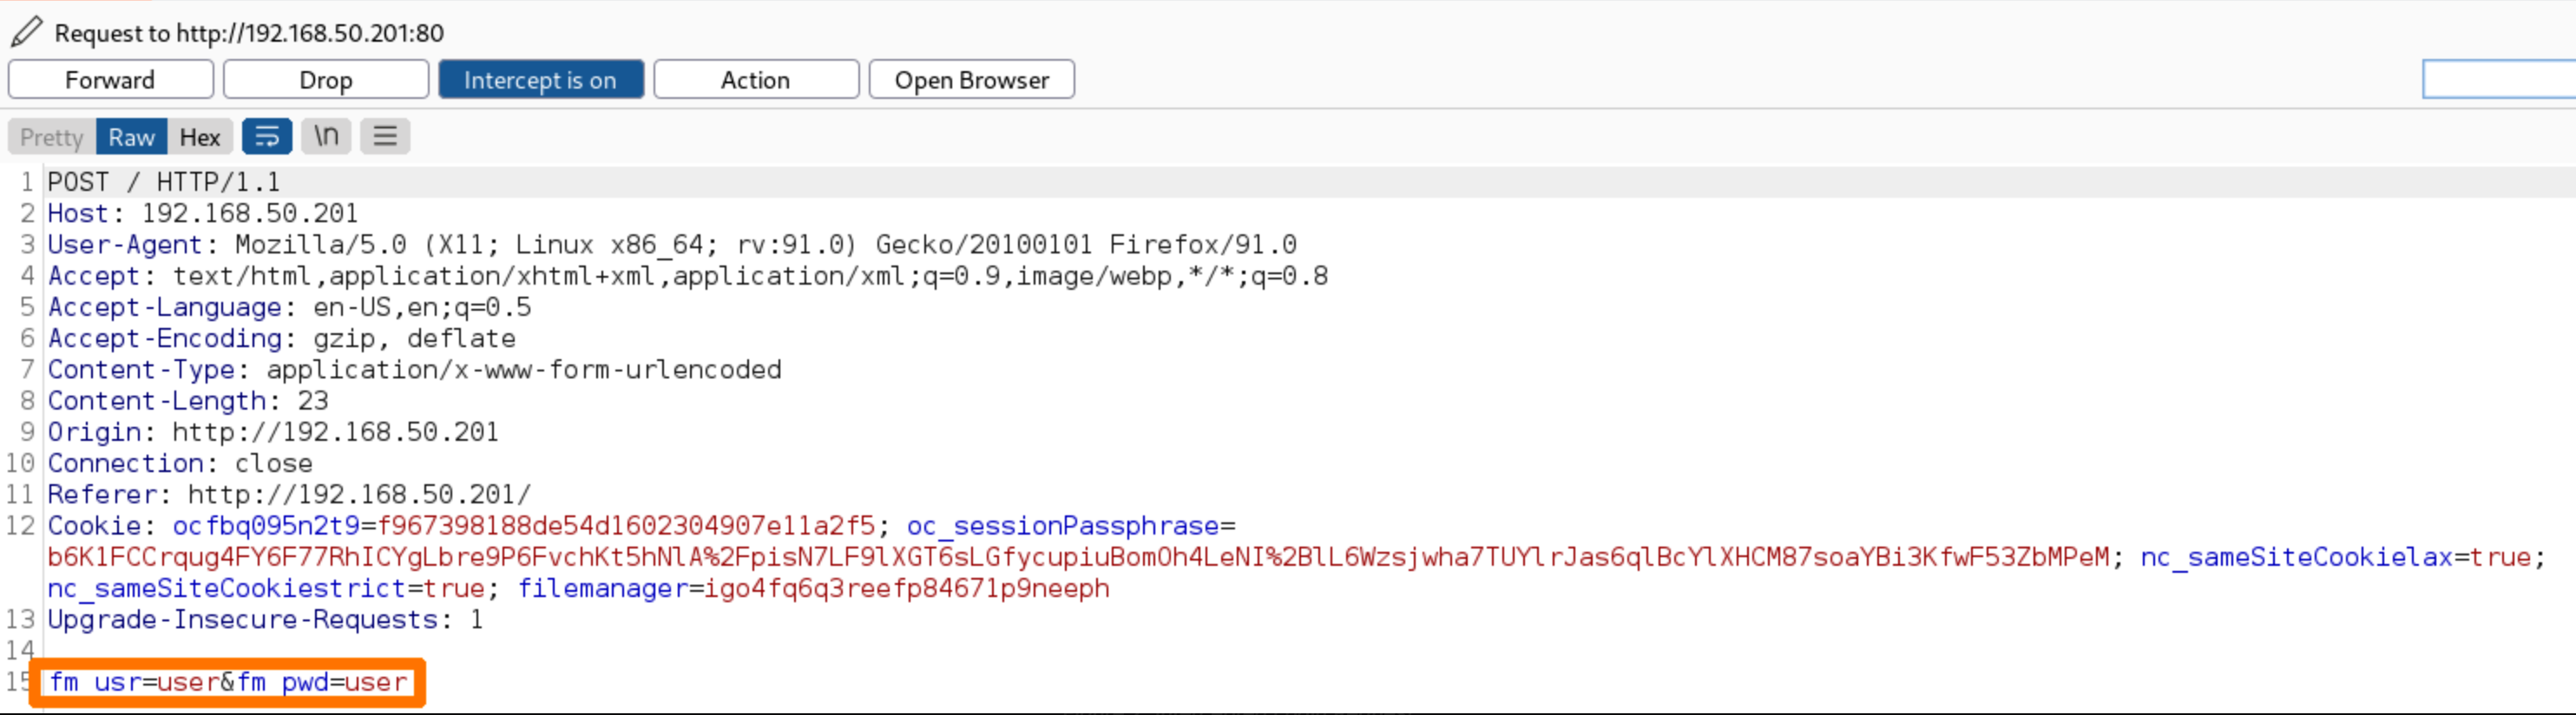 Request to http://192.168.50.201:80
Forward Drop Intercept is on Action Open Browser
Pretty Raw Hex \n
1 POST / HTTP/1.1
2 Host: 192.168.50.201
3 User-Agent: Mozilla/5.0 (X11; Linux x86_64; rv:91.0) Gecko/20100101 Firefox/91.0
4 Accept: text/html,application/xhtml+xml,application/xml;q=0.9,image/webp,*/*;q=0.8
5 Accept-Language: en-US,en;q=0.5
6 Accept-Encoding: gzip, deflate
7 Content-Type: application/x-www-form-urlencoded
8 Content-Length: 23
9 Origin: http://192.168.50.201
10 Connection: close
11 Referer: http://192.168.50.201/
12 Cookie: ocfbq095n2t9=f967398188de54d1602304907e11a2f5; oc_sessionPassphrase=
b6K1FCCrqug4FY6F77RhICYgLbre9P6FvchKt5hNlA%2FpisN7LF9lXGT6sLGfycupiuBomOh4LeNI%2BlL6Wzsjwha7TUYlrJas6qlBcYlXHCM87soaYBi3KfwF53ZbMPeM; nc_sameSiteCookielax=true;
nc_sameSiteCookiestrict=true; filemanager=igo4fq6q3reefp84671p9neeph
13 Upgrade-Insecure-Requests: 1
14
15 fm_usr=user&fm_pwd=user